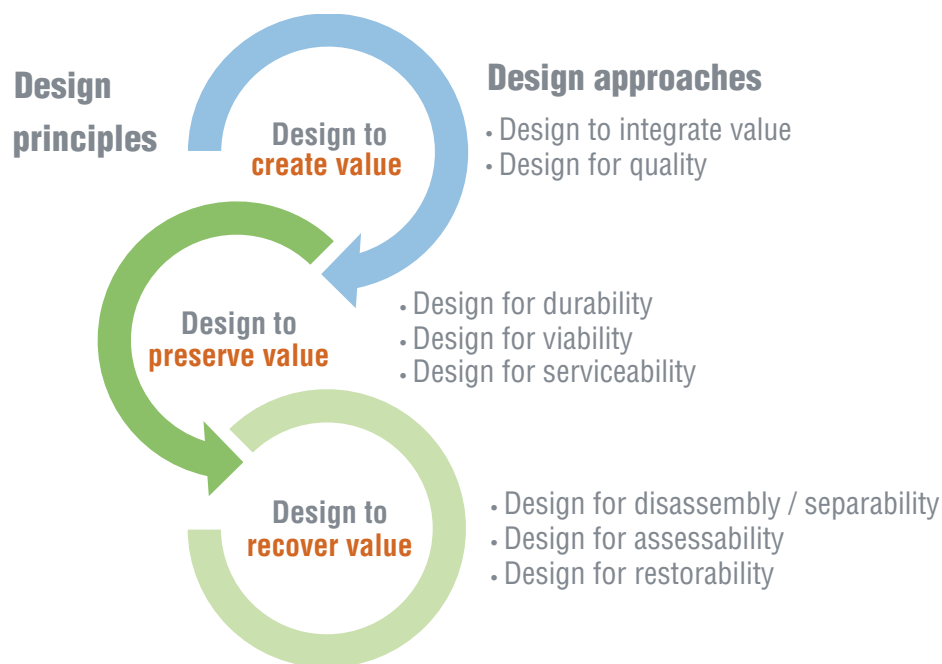 Design
principles
Design approaches
Design to
create value
• Design to integrate value
• Design for quality
Design to
preserve value
• Design for durability
• Design for viability
• Design for serviceability
Design to
recover value
• Design for disassembly / separability
• Design for assessability
• Design for restorability